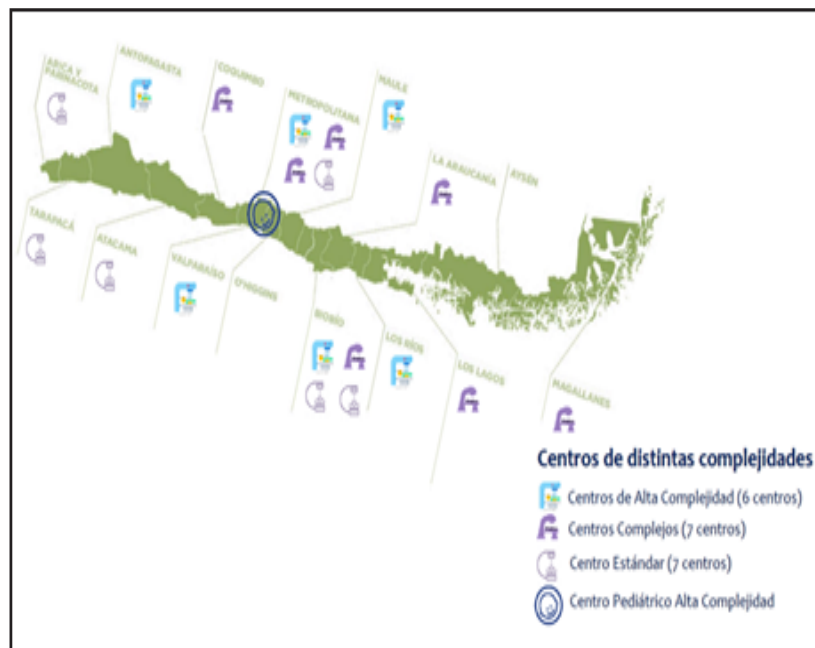 ARICA Y
PARINACOTA
ANTOFAGASTA
COQUIMBO
METROPOLITANA
MAULE
LA ARAUCANÍA
AYSÉN
TARAPACÁ
ATACAMA
VALPARAÍSO
O'HIGGINS
BIOBÍO
LOS RÍOS
LOS LAGOS
MAGALLANES
Centros de distintas complejidades
Centros de Alta Complejidad (6 centros)
Centros Complejos (7 centros)
Centro Estándar (7 centros)
Centro Pediátrico Alta Complejidad